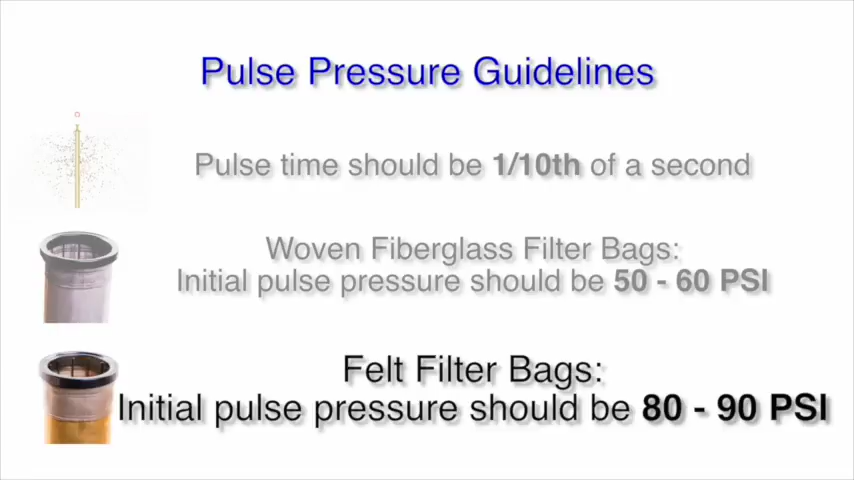 Pulse Pressure Guidelines
Pulse time should be 1/10th of a second
Woven Fiberglass Filter Bags:
Initial pulse pressure should be 50 - 60 PSI
Felt Filter Bags:
Initial pulse pressure should be 80 - 90 PSI